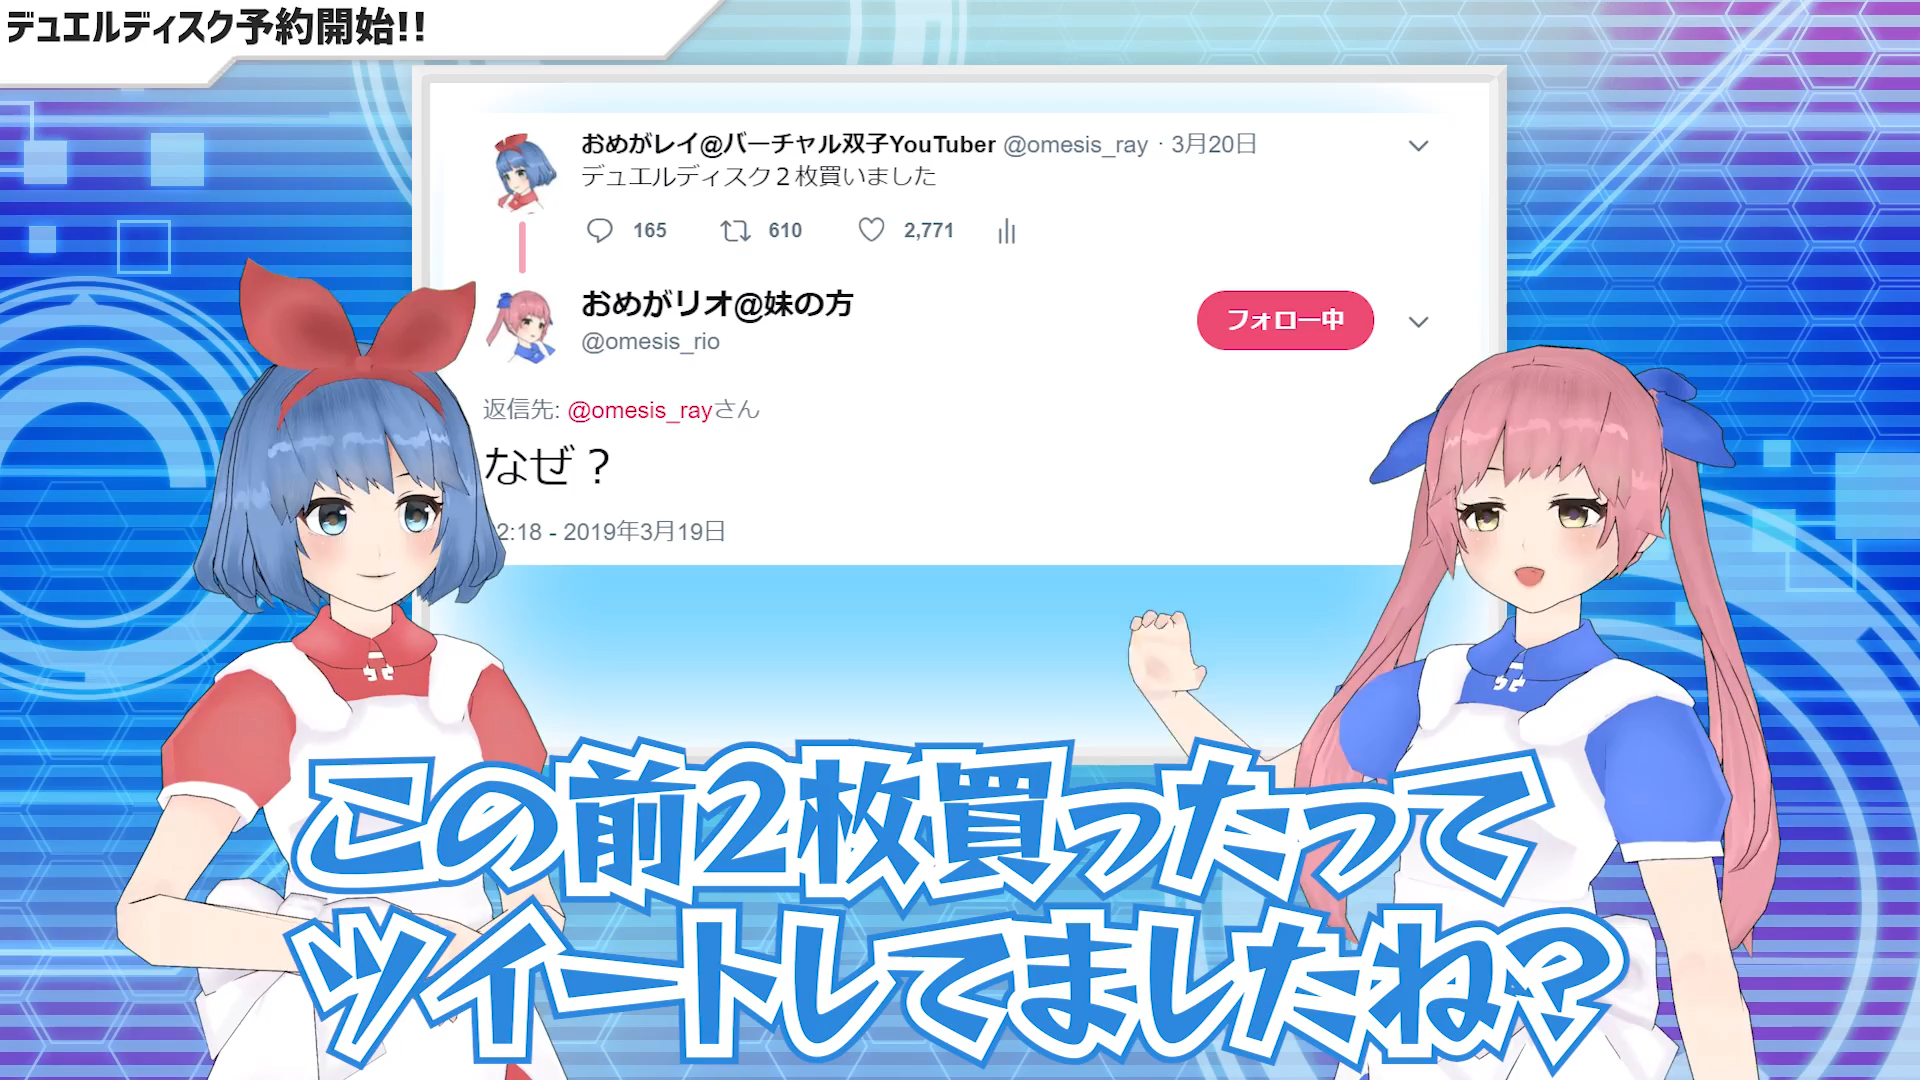 デュエルディスク予約開始!!
おめがレイ@バーチャル双子YouTuber @omesis_ray · 3月20日
デュエルディスク２枚買いました
165 610 2,771
おめがリオ@妹の方
フォロー中
@omesis_rio
返信先: @omesis_rayさん
なぜ？
2:18 - 2019年3月19日
この前2枚買ったって
ツイートしてましたね?